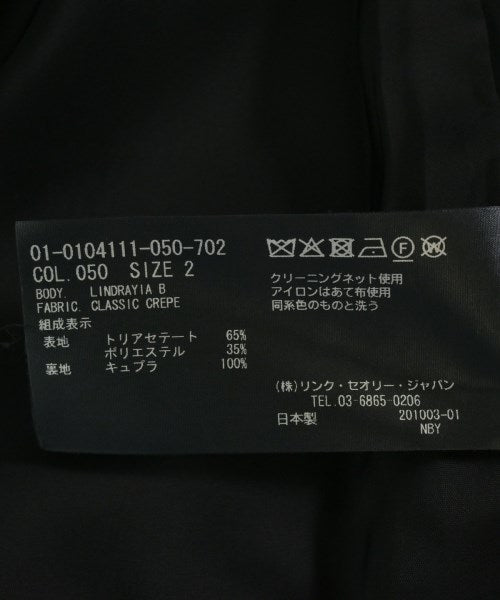 01-0104111-050-702
COL. 050 SIZE 2
BODY. LINDRAYIA B
FABRIC. CLASSIC CREPE
組成表示
表地 トリアセテート 65%
ポリエステル 35%
裏地 キュプラ 100%
F W
クリーニングネット使用
アイロンはあて布使用
同系色のものと洗う
(株)リンク・セオリー・ジャパン
TEL.03-6865-0206
日本製 201003-01
NBY